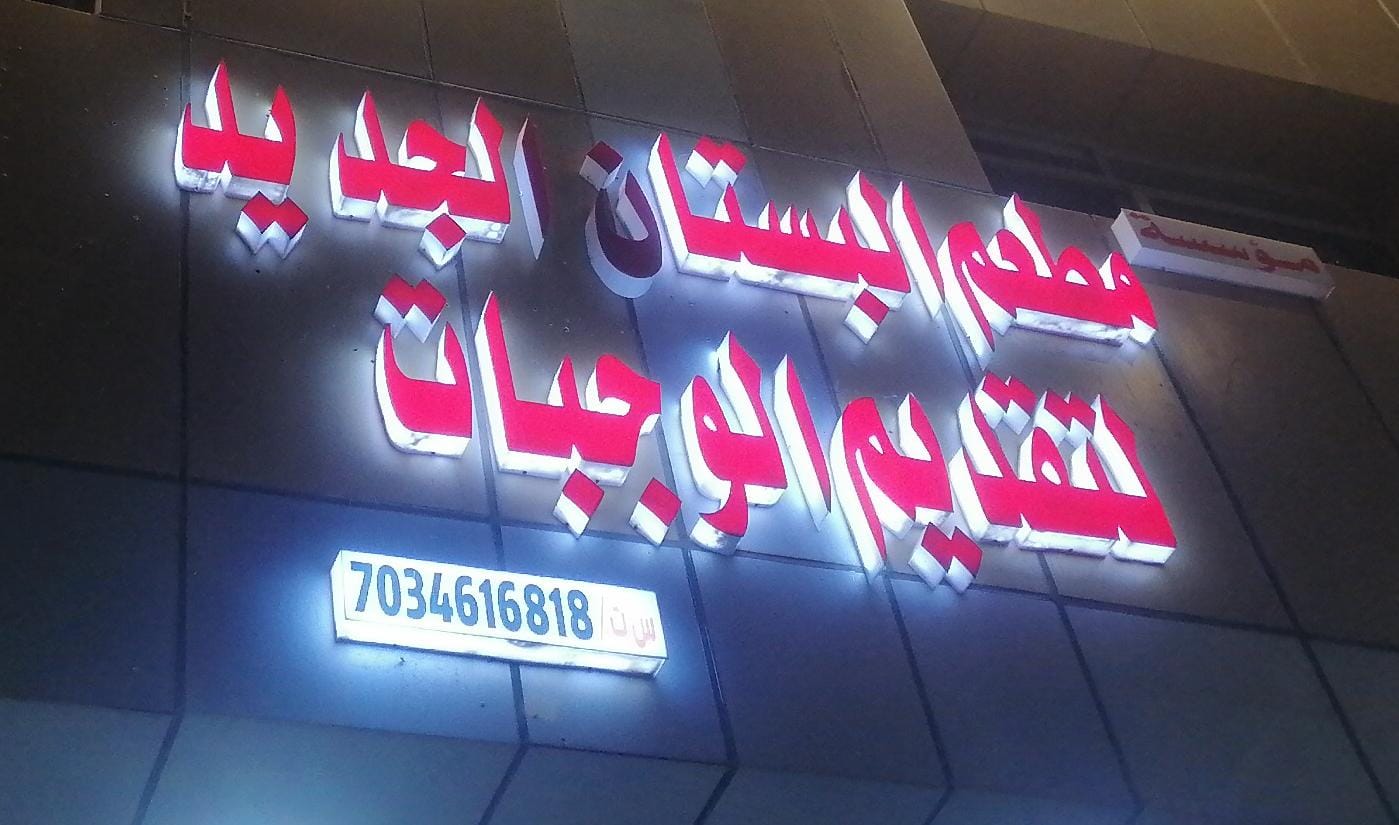 مؤسسة
مطعم البستان الجديد
لتقديم الوجبات
س ت/ 7034616818